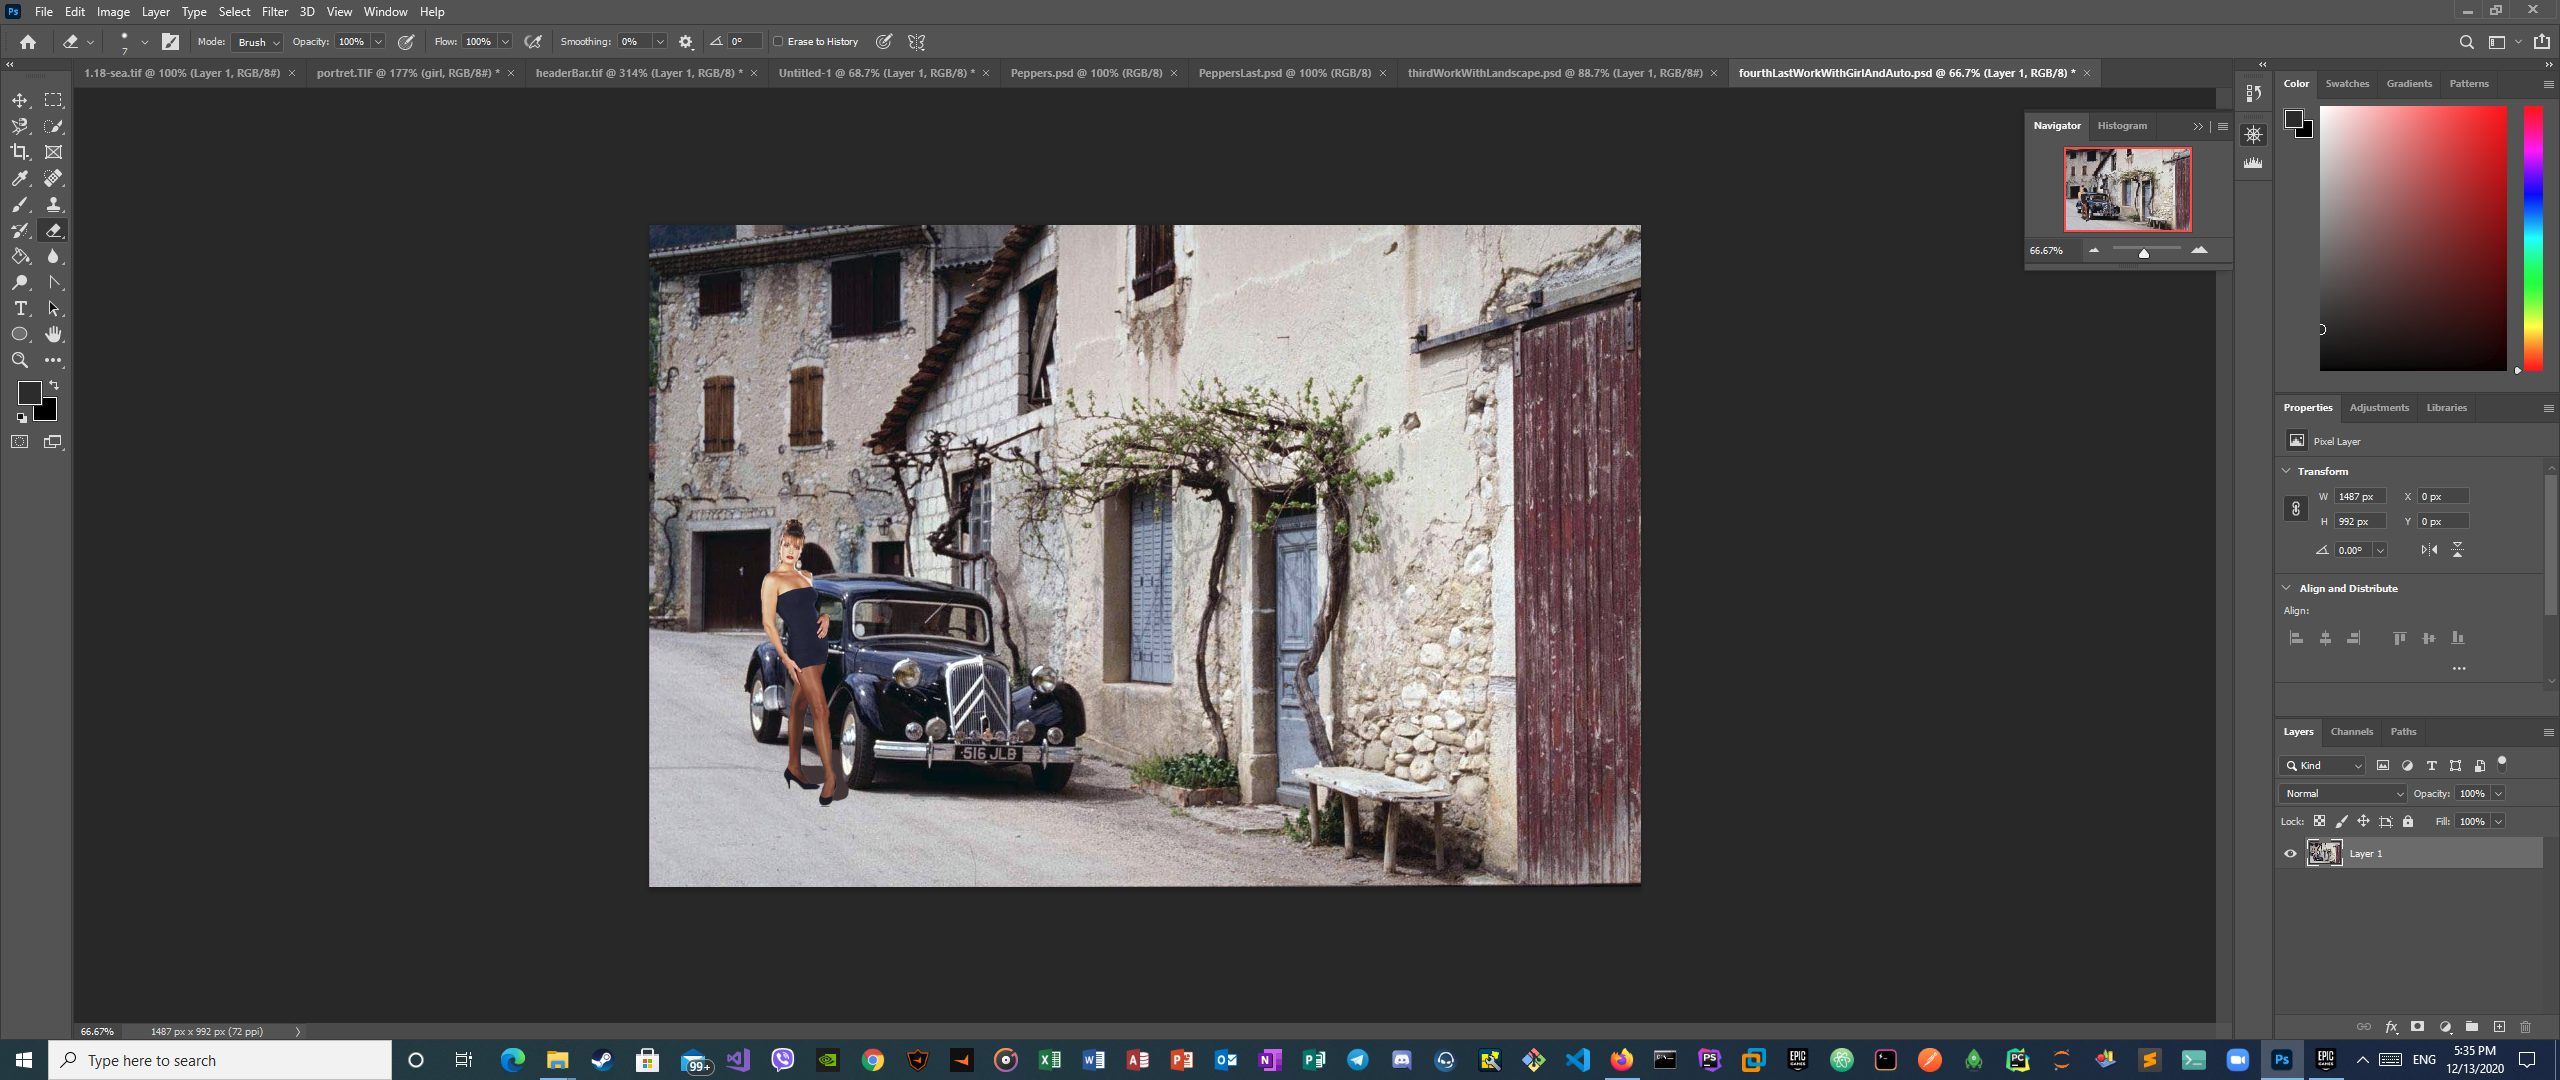 Ps File Edit Image Layer Type Select Filter 3D View Window Help
7 Mode: Brush Opacity: 100% Flow: 100% Smoothing: 0% 0° Erase to History
1.18-sea.tif @ 100% (Layer 1, RGB/8#) × portret.TIF @ 177% (girl, RGB/8#) * × headerBar.tif @ 314% (Layer 1, RGB/8) * × Untitled-1 @ 68.7% (Layer 1, RGB/8) * × Peppers.psd @ 100% (RGB/8) × PeppersLast.psd @ 100% (RGB/8) × thirdWorkWithLandscape.psd @ 88.7% (Layer 1, RGB/8#) × fourthLastWorkWithGirlAndAuto.psd @ 66.7% (Layer 1, RGB/8) * ×
Color Swatches Gradients Patterns
Navigator Histogram
66.67%
Properties Adjustments Libraries
Pixel Layer
Transform
W 1487 px X 0 px
H 992 px Y 0 px
0.00°
Align and Distribute
Align:
516 JLB
Layers Channels Paths
Kind
Normal Opacity: 100%
Lock: Fill: 100%
Layer 1
fx
66.67% 1487 px x 992 px (72 ppi)
Type here to search
99+
ENG
5:35 PM
12/13/2020